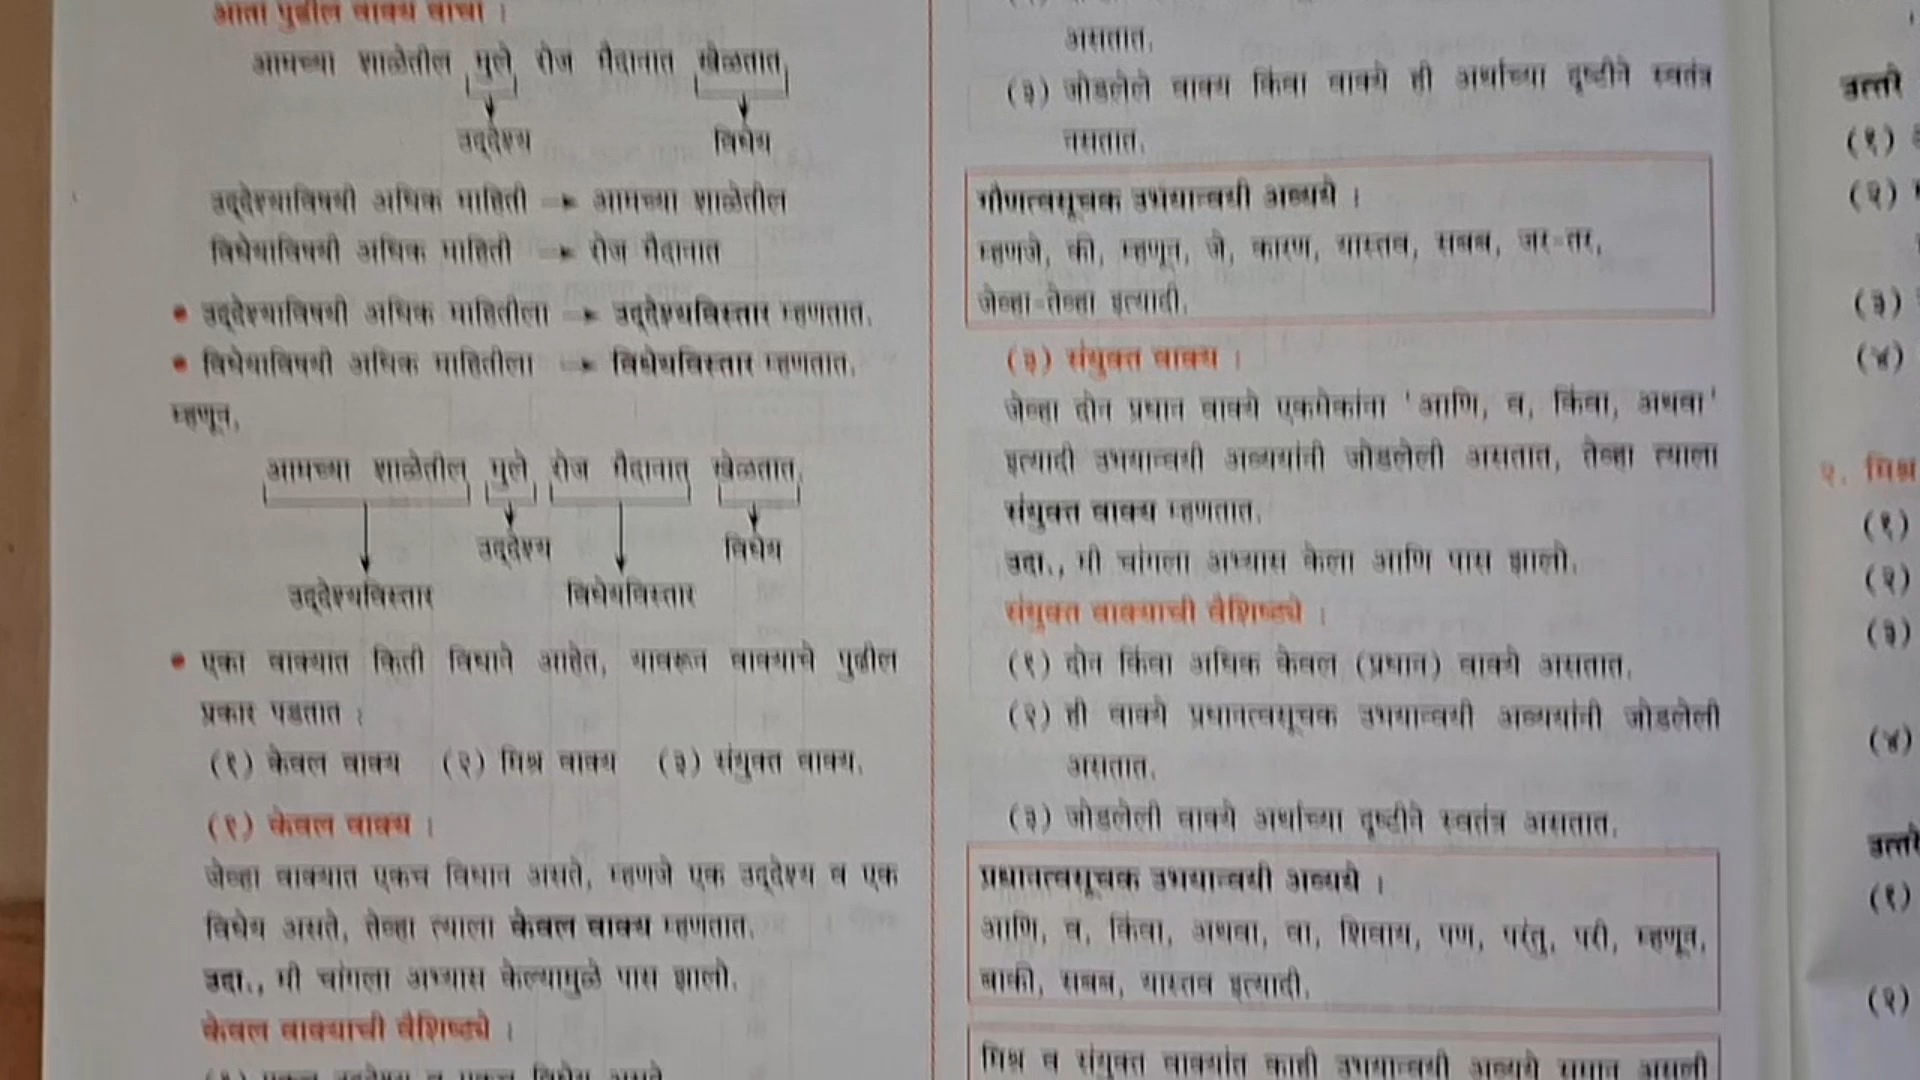 आता पुढील वाक्य वाचा :
आमच्या शाळेतील मुले रोज मैदानात खेळतात.
उद्देश्य विधेय
उद्देश्याविषयी अधिक माहिती → आमच्या शाळेतील
विधेयाविषयी अधिक माहिती → रोज मैदानात
• उद्देश्याविषयी अधिक माहितीला → उद्देश्यविस्तार म्हणतात.
• विधेयाविषयी अधिक माहितीला → विधेयविस्तार म्हणतात.
म्हणून,
आमच्या शाळेतील मुले रोज मैदानात खेळतात.
उद्देश्य विधेय
उद्देश्यविस्तार विधेयविस्तार
• एका वाक्यात किती विधाने आहेत, यावरून वाक्याचे पुढील
प्रकार पडतात :
(१) केवल वाक्य (२) मिश्र वाक्य (३) संयुक्त वाक्य.
(१) केवल वाक्य :
जेव्हा वाक्यात एकच विधान असते, म्हणजे एक उद्देश्य व एक
विधेय असते, तेव्हा त्याला केवल वाक्य म्हणतात.
उदा., मी चांगला अभ्यास केल्यामुळे पास झालो.
केवल वाक्याची वैशिष्ट्ये :
(१) एकच उद्देश्य व एकच विधेय असते.
असतात.
(३) जोडलेले वाक्य किंवा वाक्ये ही अर्थाच्या दृष्टीने स्वतंत्र
नसतात.
गौणत्वसूचक उभयान्वयी अव्यये :
म्हणजे, की, म्हणून, जे, कारण, यास्तव, सबब, जर-तर,
जेव्हा-तेव्हा इत्यादी.
(३) संयुक्त वाक्य :
जेव्हा दोन प्रधान वाक्ये एकमेकांना 'आणि, व, किंवा, अथवा'
इत्यादी उभयान्वयी अव्ययांनी जोडलेली असतात, तेव्हा त्याला
संयुक्त वाक्य म्हणतात.
उदा., मी चांगला अभ्यास केला आणि पास झालो.
संयुक्त वाक्याची वैशिष्ट्ये :
(१) दोन किंवा अधिक केवल (प्रधान) वाक्ये असतात.
(२) ही वाक्ये प्रधानत्वसूचक उभयान्वयी अव्ययांनी जोडलेली
असतात.
(३) जोडलेली वाक्ये अर्थाच्या दृष्टीने स्वतंत्र असतात.
प्रधानत्वसूचक उभयान्वयी अव्यये :
आणि, व, किंवा, अथवा, वा, शिवाय, पण, परंतु, परी, म्हणून,
बाकी, सबब, यास्तव इत्यादी.
मिश्र व संयुक्त वाक्यांत काही उभयान्वयी अव्यये समान असली
(१)
(२)
(३)
(४)
२. मिश्र
(१)
(२)
(३)
(४)
(१)
(२)